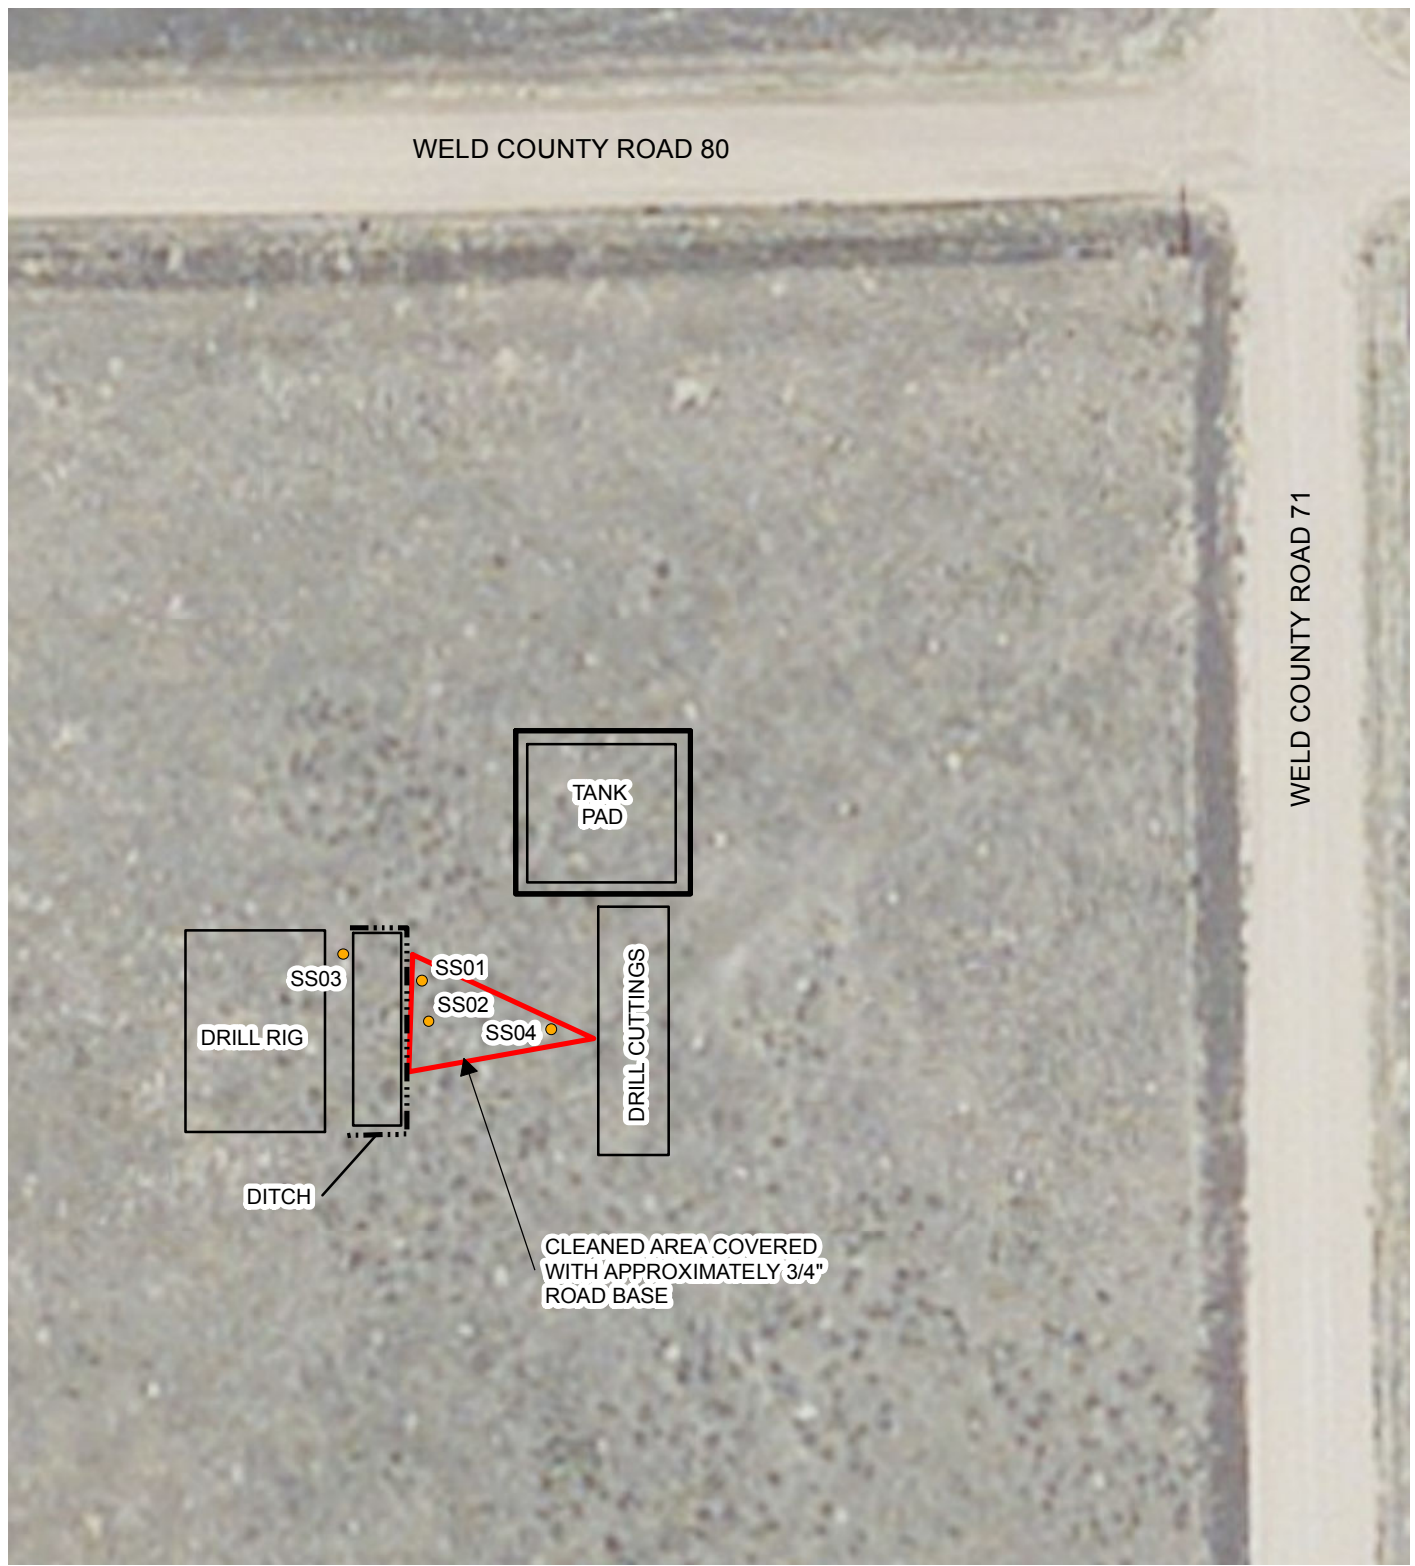 WELD COUNTY ROAD 80
WELD COUNTY ROAD 71
TANK
PAD
SS01
SS03
SS02
SS04
DRILL RIG
DRILL CUTTINGS
DITCH
CLEANED AREA COVERED
WITH APPROXIMATELY 3/4"
ROAD BASE